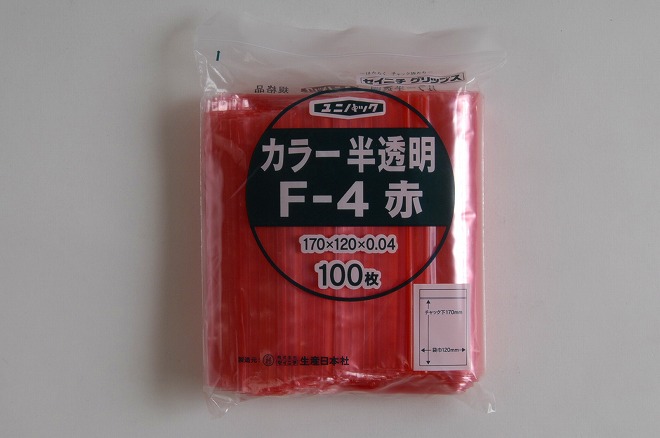 セイニチ グリップス
ユニパック
カラー半透明
F-4 赤
170×120×0.04
100枚
チャック下170mm
袋巾120mm
生産日本社